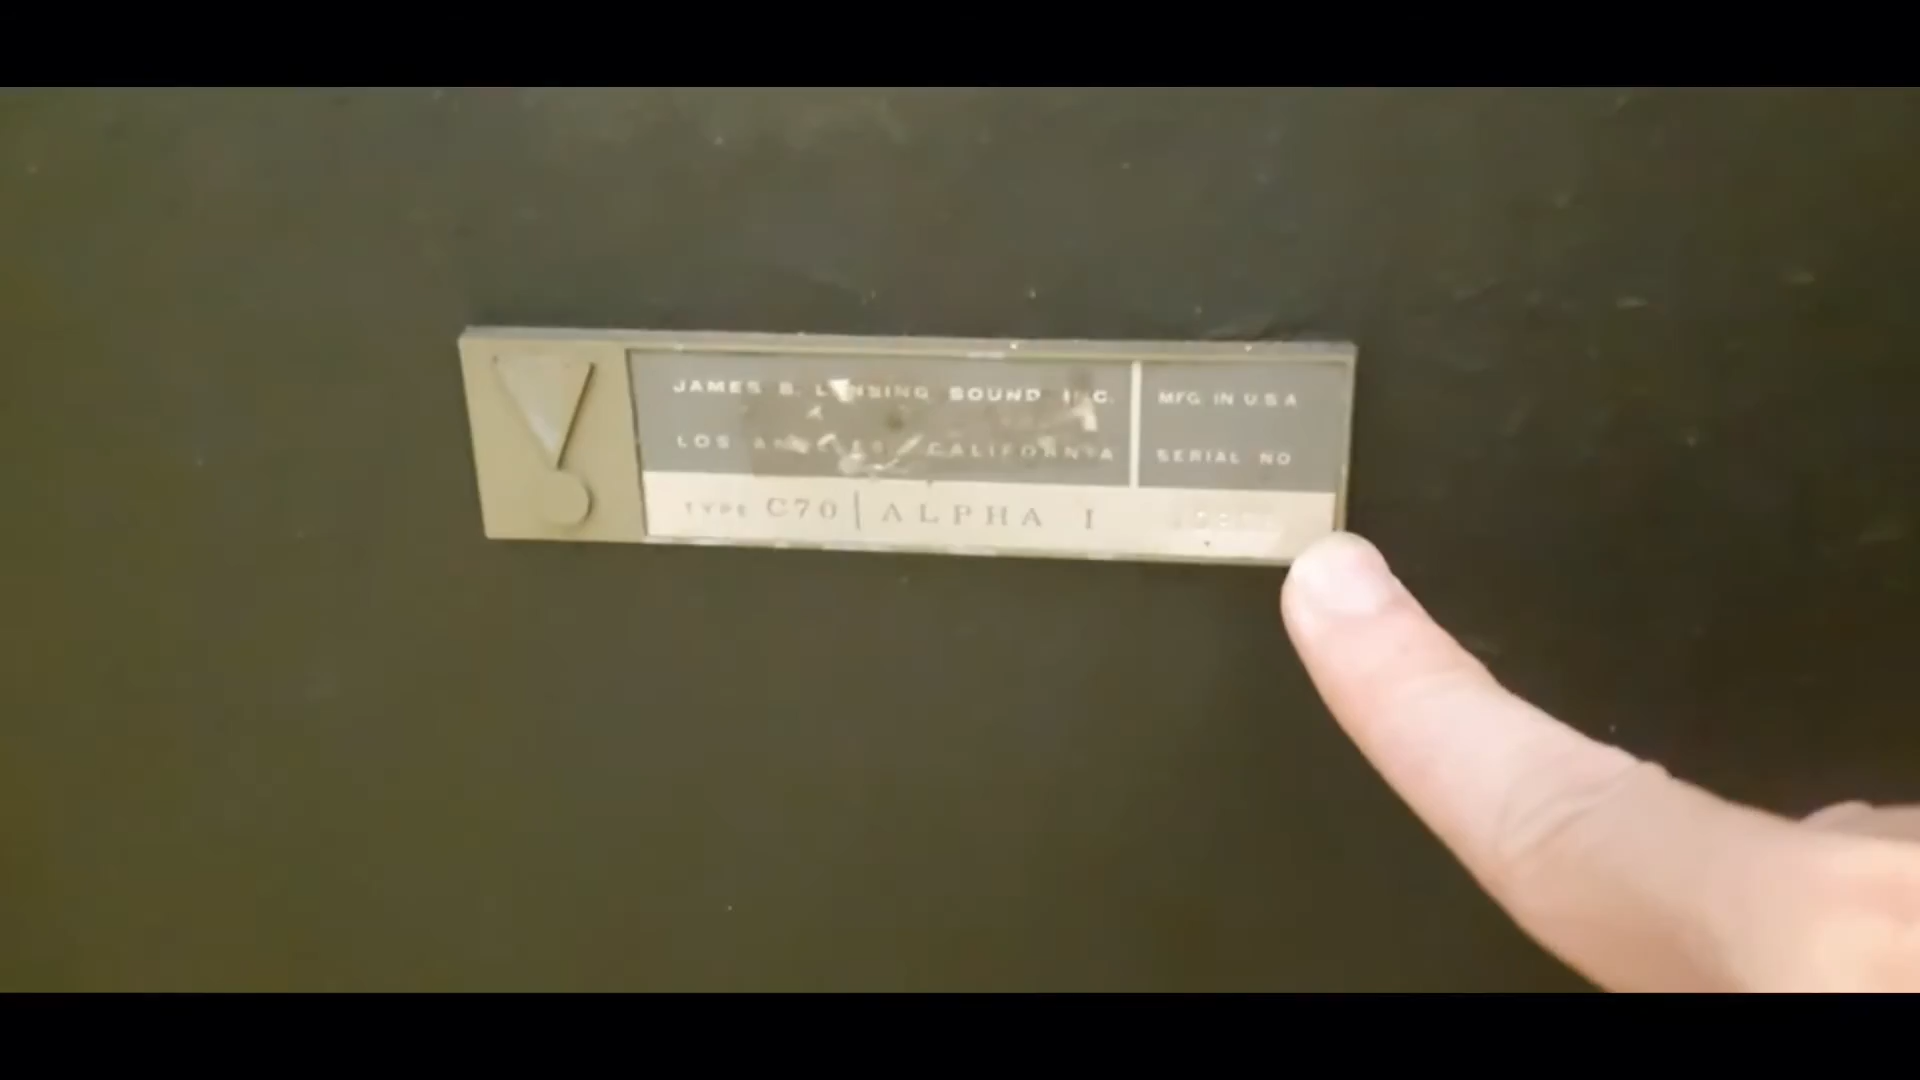 JAMES B. LANSING SOUND INC.
LOS ANGELES, CALIFORNIA
MFG. IN U.S.A
SERIAL NO
TYPE C70 | ALPHA I